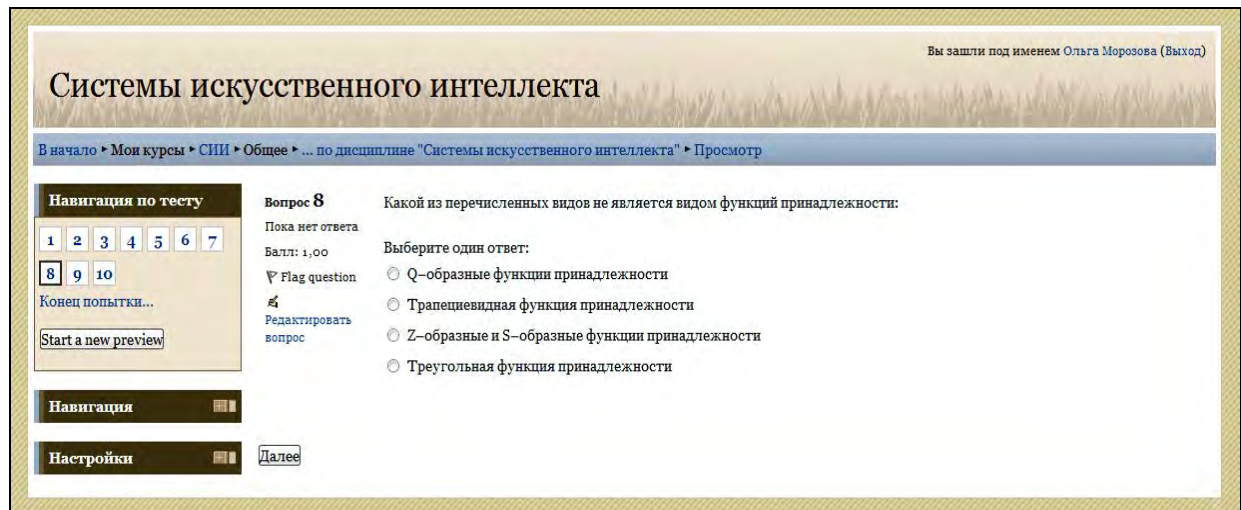 Вы зашли под именем Ольга Морозова (Выход)
Системы искусственного интеллекта
В начало ► Мои курсы ► СИИ ► Общее ► ... по дисциплине "Системы искусственного интеллекта" ► Просмотр
Навигация по тесту
1 2 3 4 5 6 7
8 9 10
Конец попытки...
Start a new preview
Навигация
Настройки
Вопрос 8
Пока нет ответа
Балл: 1,00
Flag question
Редактировать
вопрос
Какой из перечисленных видов не является видом функций принадлежности:
Выберите один ответ:
Q–образные функции принадлежности
Трапециевидная функция принадлежности
Z–образные и S–образные функции принадлежности
Треугольная функция принадлежности
Далее